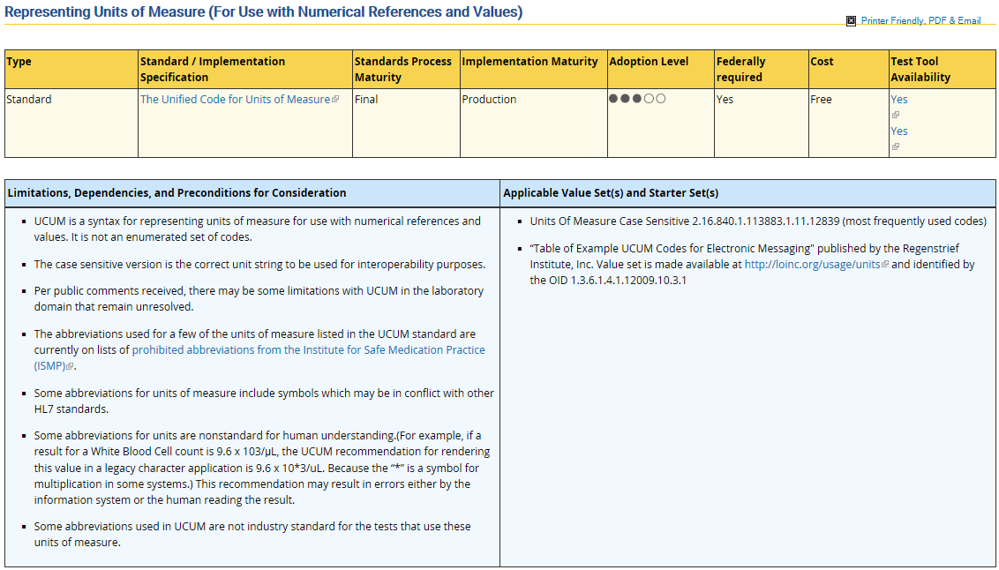 Representing Units of Measure (For Use with Numerical References and Values)
Printer Friendly, PDF & Email
Type
Standard / Implementation
Specification
Standards Process
Maturity
Implementation Maturity
Adoption Level
Federally
required
Cost
Test Tool
Availability
Standard
The Unified Code for Units of Measure
Final
Production
Yes
Free
Yes
Yes
Limitations, Dependencies, and Preconditions for Consideration
UCUM is a syntax for representing units of measure for use with numerical references and
values. It is not an enumerated set of codes.
The case sensitive version is the correct unit string to be used for interoperability purposes.
Per public comments received, there may be some limitations with UCUM in the laboratory
domain that remain unresolved.
The abbreviations used for a few of the units of measure listed in the UCUM standard are
currently on lists of prohibited abbreviations from the Institute for Safe Medication Practice
(ISMP).
Some abbreviations for units of measure include symbols which may be in conflict with other
HL7 standards.
Some abbreviations for units are nonstandard for human understanding.(For example, if a
result for a White Blood Cell count is 9.6 x 103/µL, the UCUM recommendation for rendering
this value in a legacy character application is 9.6 x 10*3/uL. Because the “*” is a symbol for
multiplication in some systems.) This recommendation may result in errors either by the
information system or the human reading the result.
Some abbreviations used in UCUM are not industry standard for the tests that use these
units of measure.
Applicable Value Set(s) and Starter Set(s)
Units Of Measure Case Sensitive 2.16.840.1.113883.1.11.12839 (most frequently used codes)
“Table of Example UCUM Codes for Electronic Messaging" published by the Regenstrief
Institute, Inc. Value set is made available at http://loinc.org/usage/units and identified by
the OID 1.3.6.1.4.1.12009.10.3.1